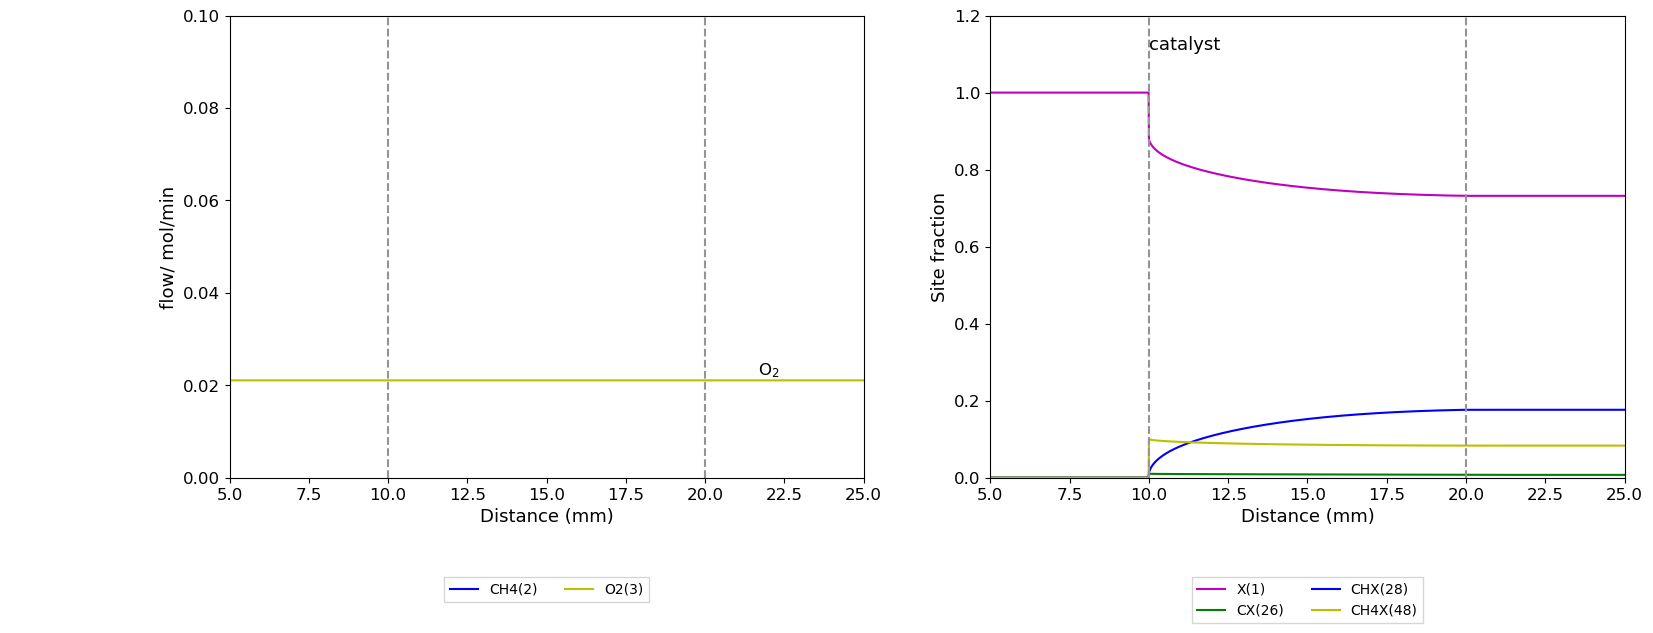 0.10
0.08
0.06
0.04
0.02
0.00
flow/ mol/min
O₂
5.0 7.5 10.0 12.5 15.0 17.5 20.0 22.5 25.0
Distance (mm)
CH4(2) O2(3)
catalyst
1.2
1.0
0.8
0.6
0.4
0.2
0.0
Site fraction
5.0 7.5 10.0 12.5 15.0 17.5 20.0 22.5 25.0
Distance (mm)
X(1) CHX(28)
CX(26) CH4X(48)